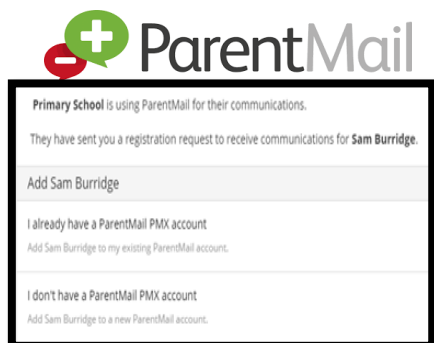 ParentMail
Primary School is using ParentMail for their communications.
They have sent you a registration request to receive communications for Sam Burridge.
Add Sam Burridge
I already have a ParentMail PMX account
Add Sam Burridge to my existing ParentMail account.
I don't have a ParentMail PMX account
Add Sam Burridge to a new ParentMail account.